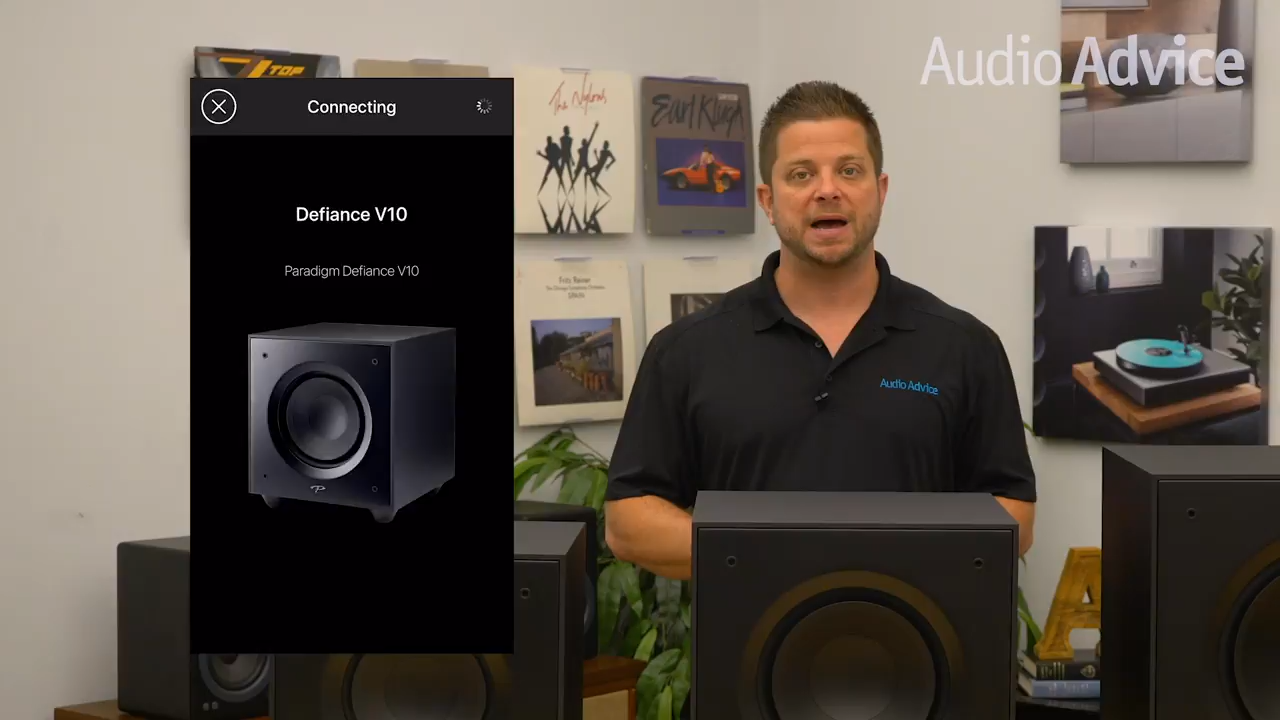 Audio Advice
ZZ TOP
Connecting
Defiance V10
Paradigm Defiance V10
The Nylons
Earl Klugh
Fritz Reiner
Audio Advice
A